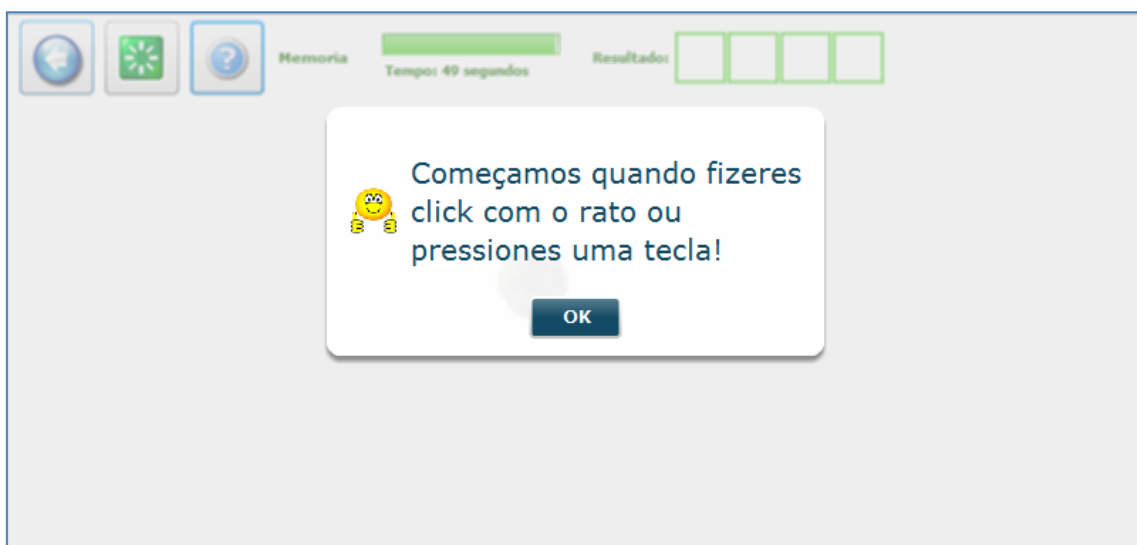 Memoria
Tempo: 49 segundos
Resultado:
Começamos quando fizeres
click com o rato ou
pressiones uma tecla!
OK